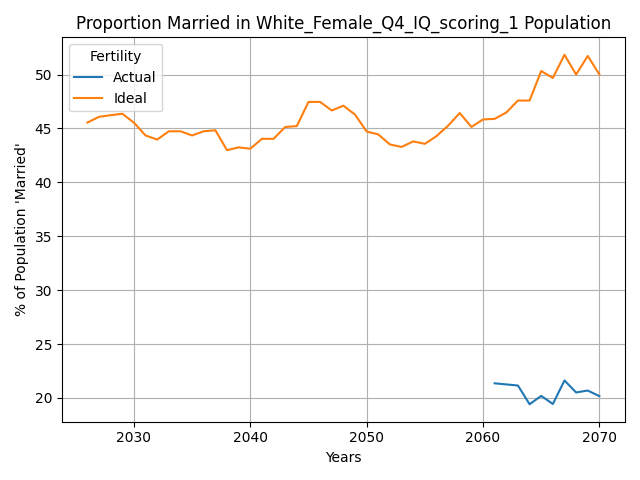 Proportion Married in White_Female_Q4_IQ_scoring_1 Population
Fertility
Actual
Ideal
% of Population 'Married'
50
45
40
35
30
25
20
2030 2040 2050 2060 2070
Years